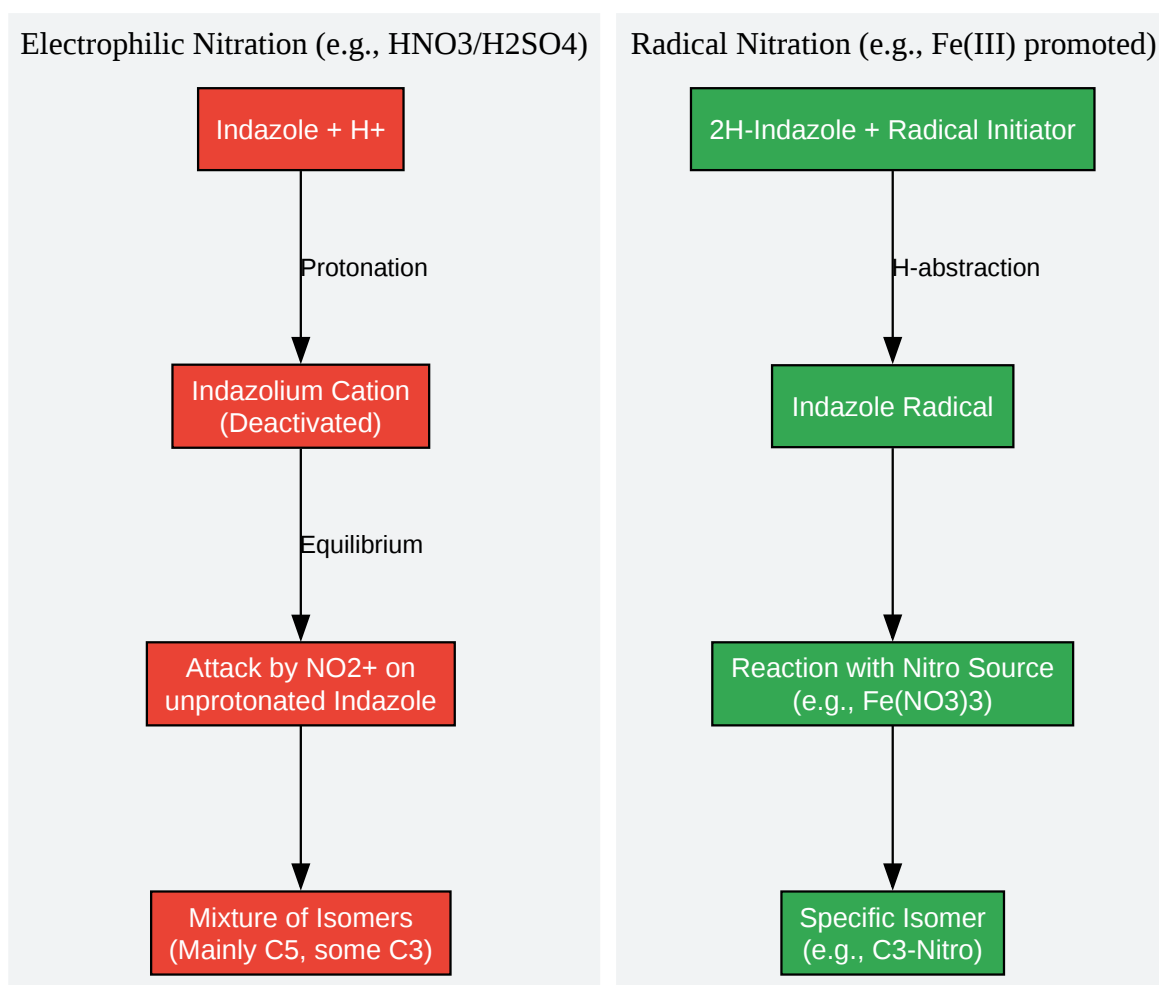 Electrophilic Nitration (e.g., HNO3/H2SO4)
Indazole + H+
Protonation
Indazolium Cation
(Deactivated)
Equilibrium
Attack by NO2+ on
unprotonated Indazole
Mixture of Isomers
(Mainly C5, some C3)
Radical Nitration (e.g., Fe(III) promoted)
2H-Indazole + Radical Initiator
H-abstraction
Indazole Radical
Reaction with Nitro Source
(e.g., Fe(NO3)3)
Specific Isomer
(e.g., C3-Nitro)